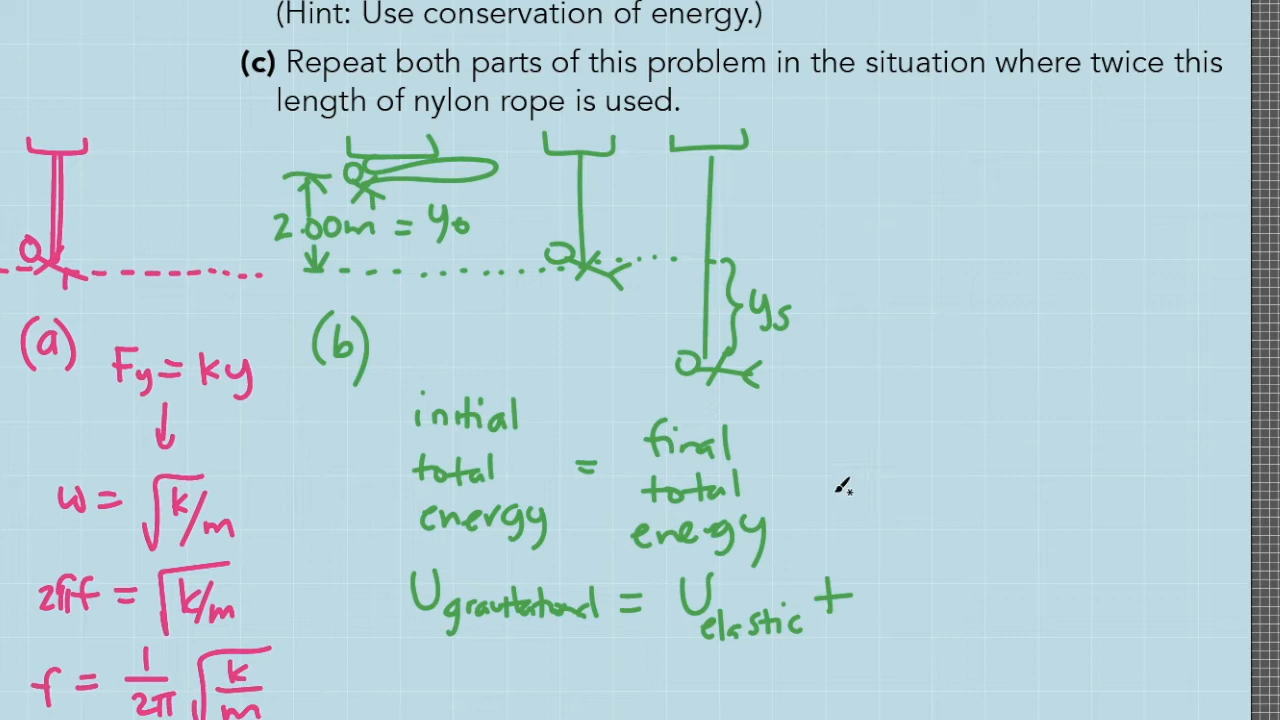 (Hint: Use conservation of energy.)
(c) Repeat both parts of this problem in the situation where twice this
length of nylon rope is used.
2.00m = y₀
ys
(a)
Fy = ky
↓
ω = √k/m
2πf = √k/m
f = 1/2π √k/m
(b)
initial total energy = final total energy
U gravitational = U elastic +